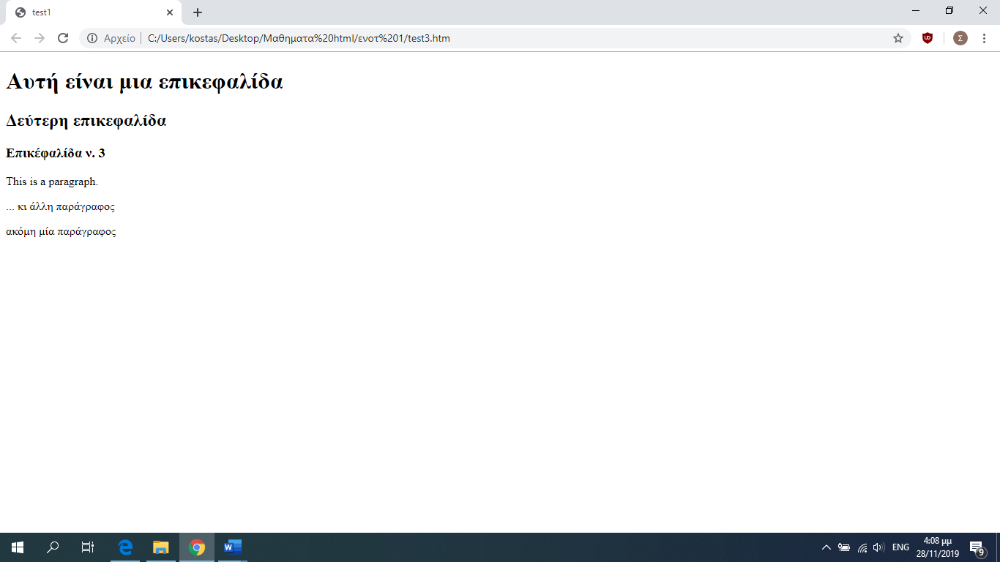 test1
Αρχείο C:/Users/kostas/Desktop/Μαθηματα%20html/ενοτ%201/test3.htm
Σ
Αυτή είναι μια επικεφαλίδα
Δεύτερη επικεφαλίδα
Επικέφαλίδα ν. 3
This is a paragraph.
... κι άλλη παράγραφος
ακόμη μία παράγραφος
W
ENG
4:08 μμ
28/11/2019
9